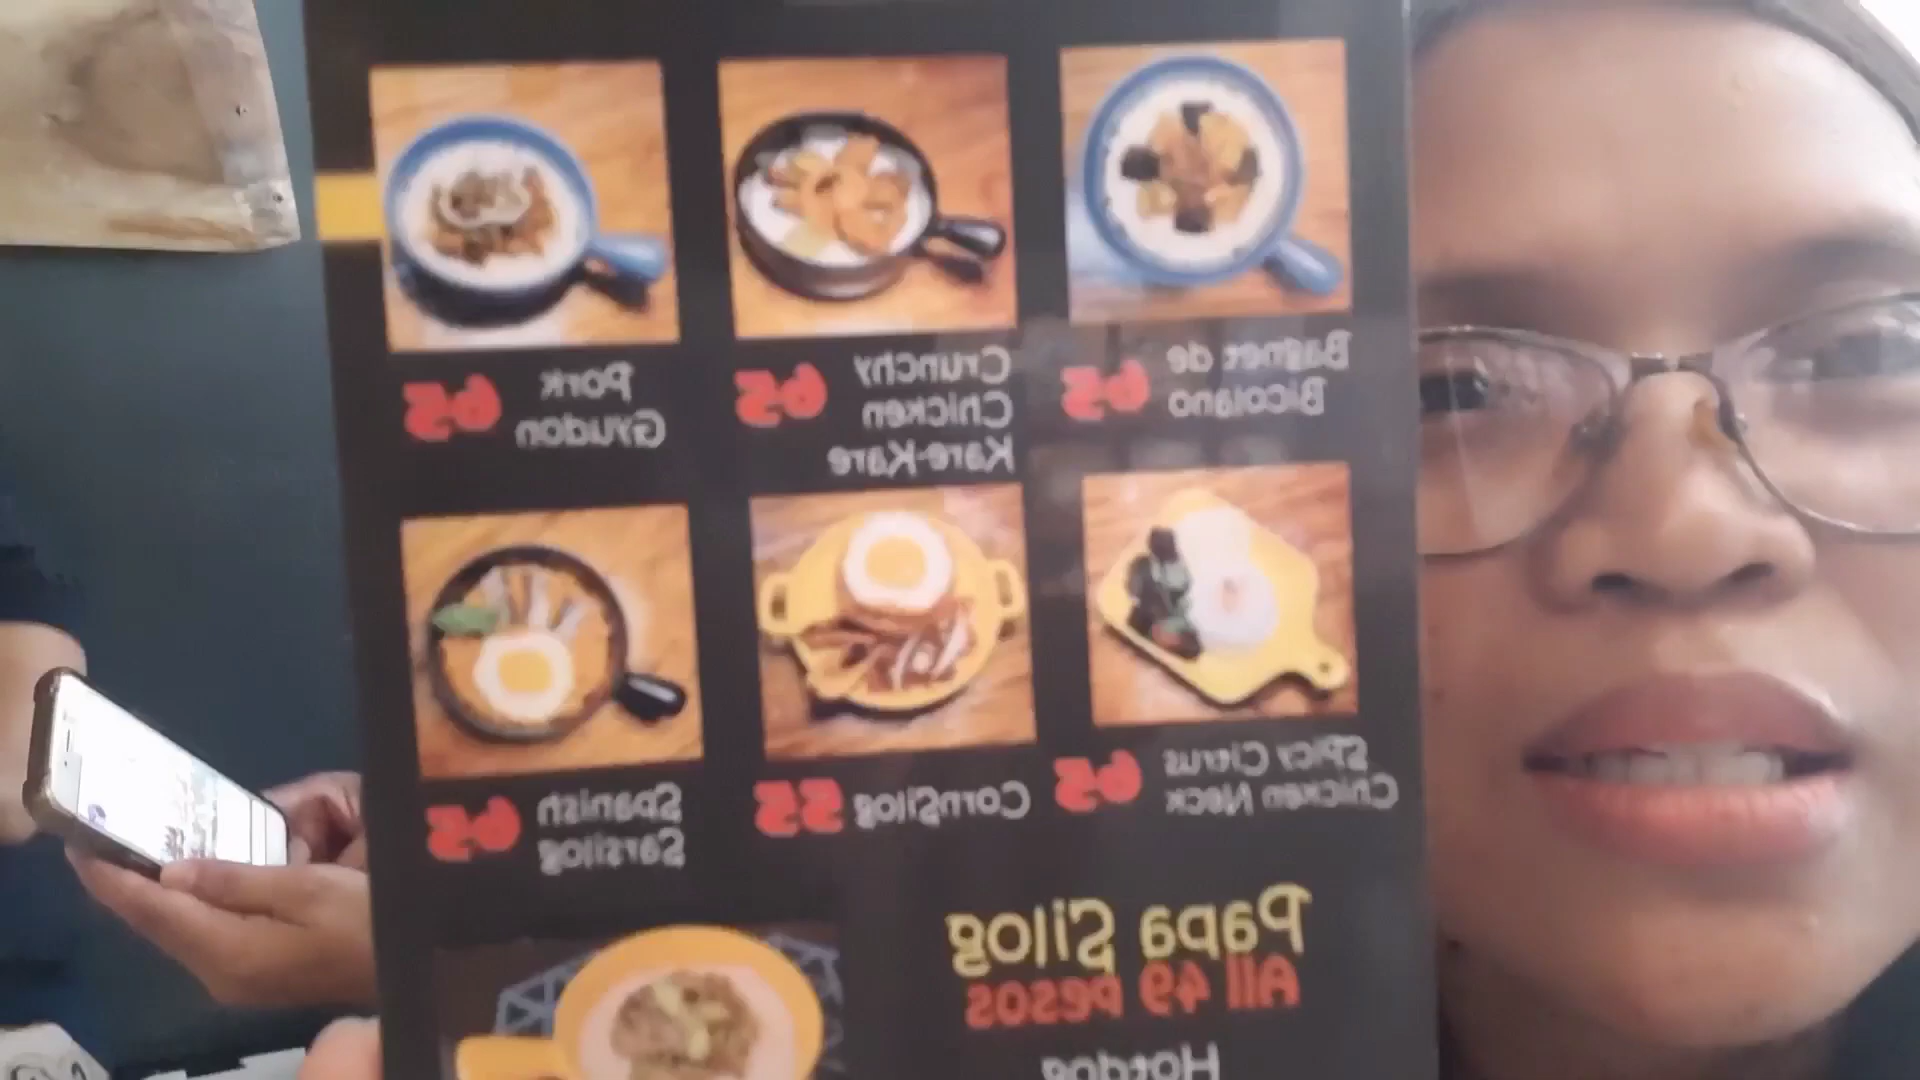 Bagnet de
Bicolano
65
Crunchy
Chicken
Kare-Kare
65
Pork
Gyudon
65
Spicy Citrus
Chicken Neck
65
CornSilog
55
Spanish
Sarsilog
65
Papa Silog
All 49 pesos
Hotdog